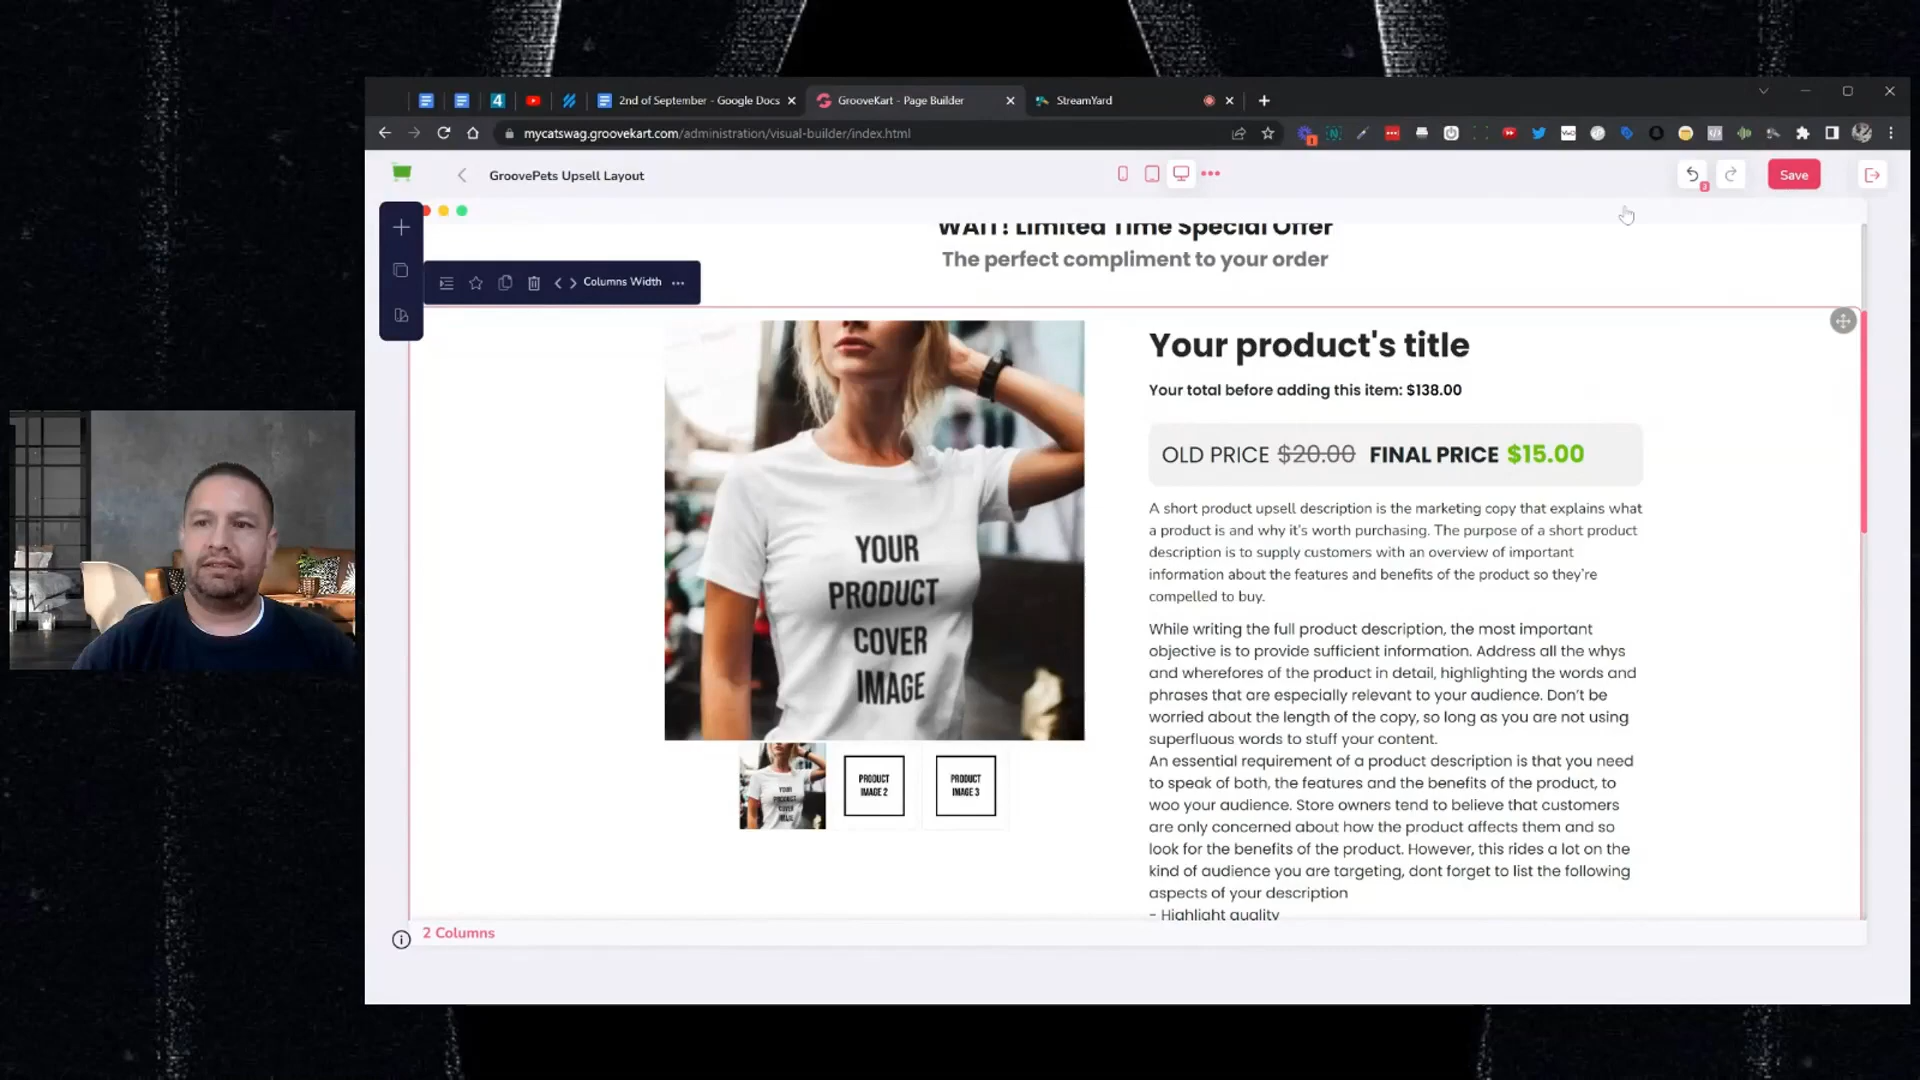 2nd of September - Google Docs
GrooveKart - Page Builder
StreamYard
mycatswag.groovekart.com/administration/visual-builder/index.html
GroovePets Upsell Layout
3
Save
WAIT! Limited Time Special Offer
The perfect compliment to your order
Columns Width
YOUR
PRODUCT
COVER
IMAGE
YOUR
PRODUCT
COVER
IMAGE
PRODUCT
IMAGE 2
PRODUCT
IMAGE 3
Your product's title
Your total before adding this item: $138.00
OLD PRICE $20.00 FINAL PRICE $15.00
A short product upsell description is the marketing copy that explains what
a product is and why it's worth purchasing. The purpose of a short product
description is to supply customers with an overview of important
information about the features and benefits of the product so they're
compelled to buy.
While writing the full product description, the most important
objective is to provide sufficient information. Address all the whys
and wherefores of the product in detail, highlighting the words and
phrases that are especially relevant to your audience. Don't be
worried about the length of the copy, so long as you are not using
superfluous words to stuff your content.
An essential requirement of a product description is that you need
to speak of both, the features and the benefits of the product, to
woo your audience. Store owners tend to believe that customers
are only concerned about how the product affects them and so
look for the benefits of the product. However, this rides a lot on the
kind of audience you are targeting, dont forget to list the following
aspects of your description
- Highlight quality
2 Columns